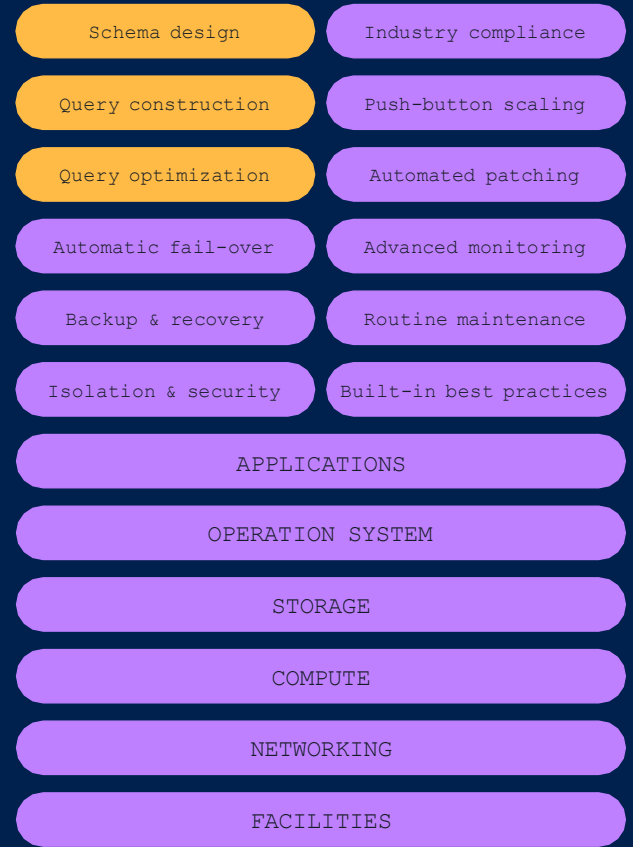 Schema design
Industry compliance
Query construction
Push-button scaling
Query optimization
Automated patching
Automatic fail-over
Advanced monitoring
Backup & recovery
Routine maintenance
Isolation & security
Built-in best practices
APPLICATIONS
OPERATION SYSTEM
STORAGE
COMPUTE
NETWORKING
FACILITIES